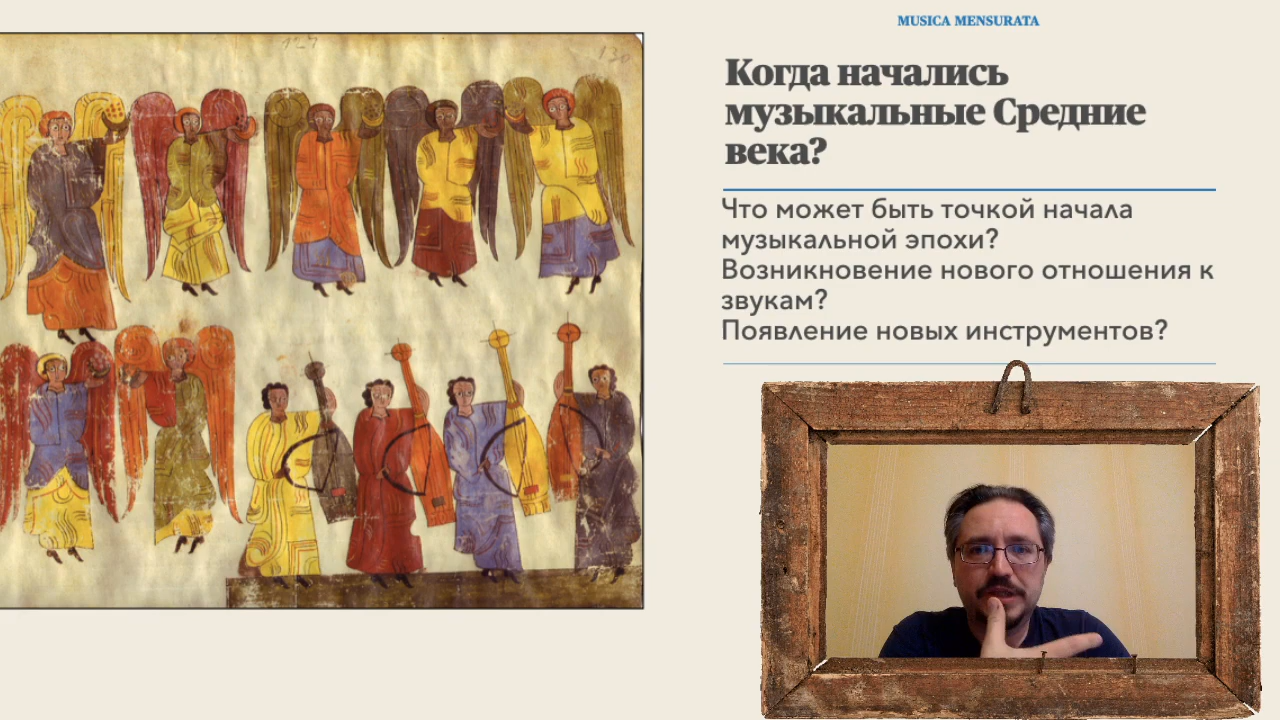 MUSICA MENSURATA
Когда начались
музыкальные Средние
века?
Что может быть точкой начала
музыкальной эпохи?
Возникновение нового отношения к
звукам?
Появление новых инструментов?